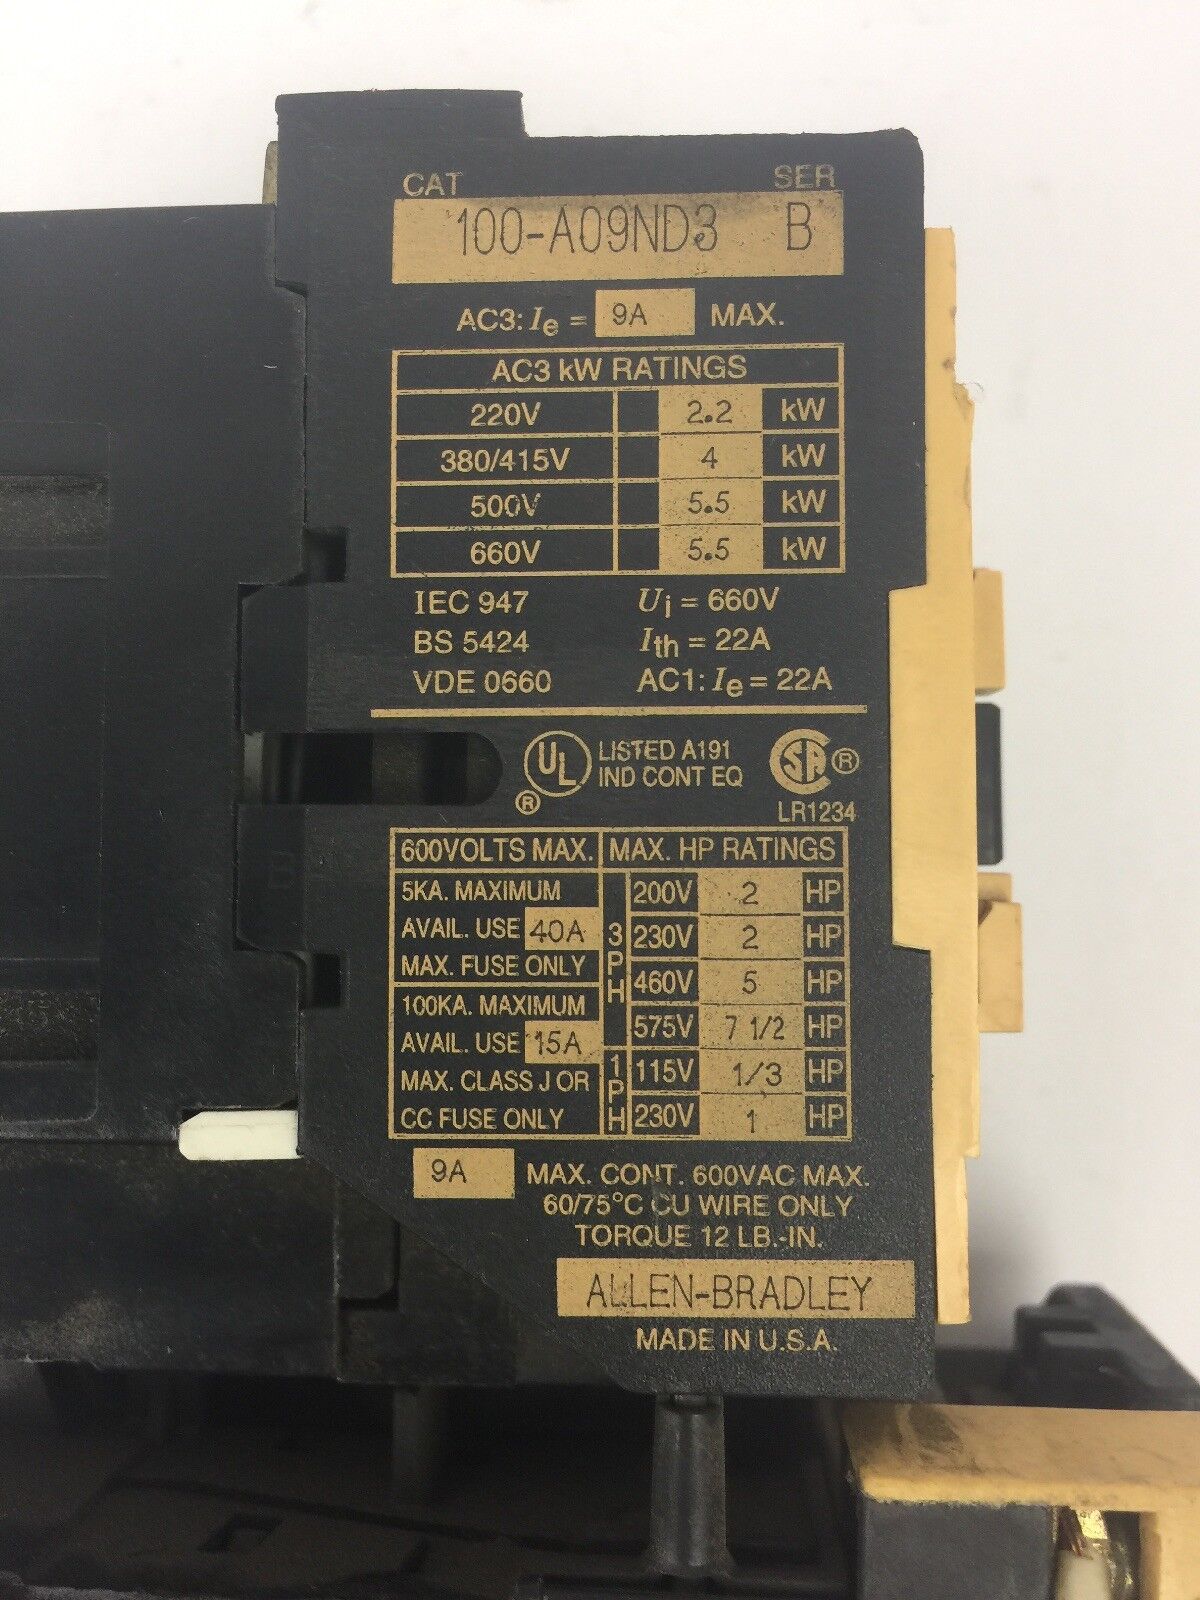 CAT SER
100-A09ND3 B
AC3: Ie = 9A MAX.
AC3 kW RATINGS
220V 2.2 kW
380/415V 4 kW
500V 5.5 kW
660V 5.5 kW
IEC 947 Ui = 660V
BS 5424 Ith = 22A
VDE 0660 AC1: Ie = 22A
UL ® LISTED A191
IND CONT EQ
SA ®
LR1234
600VOLTS MAX. MAX. HP RATINGS
5KA. MAXIMUM
AVAIL. USE 40A
MAX. FUSE ONLY
100KA. MAXIMUM
AVAIL. USE 15A
MAX. CLASS J OR
CC FUSE ONLY
3PH
200V 2 HP
230V 2 HP
460V 5 HP
575V 7 1/2 HP
1PH
115V 1/3 HP
230V 1 HP
9A MAX. CONT. 600VAC MAX.
60/75°C CU WIRE ONLY
TORQUE 12 LB.-IN.
ALLEN-BRADLEY
MADE IN U.S.A.
B